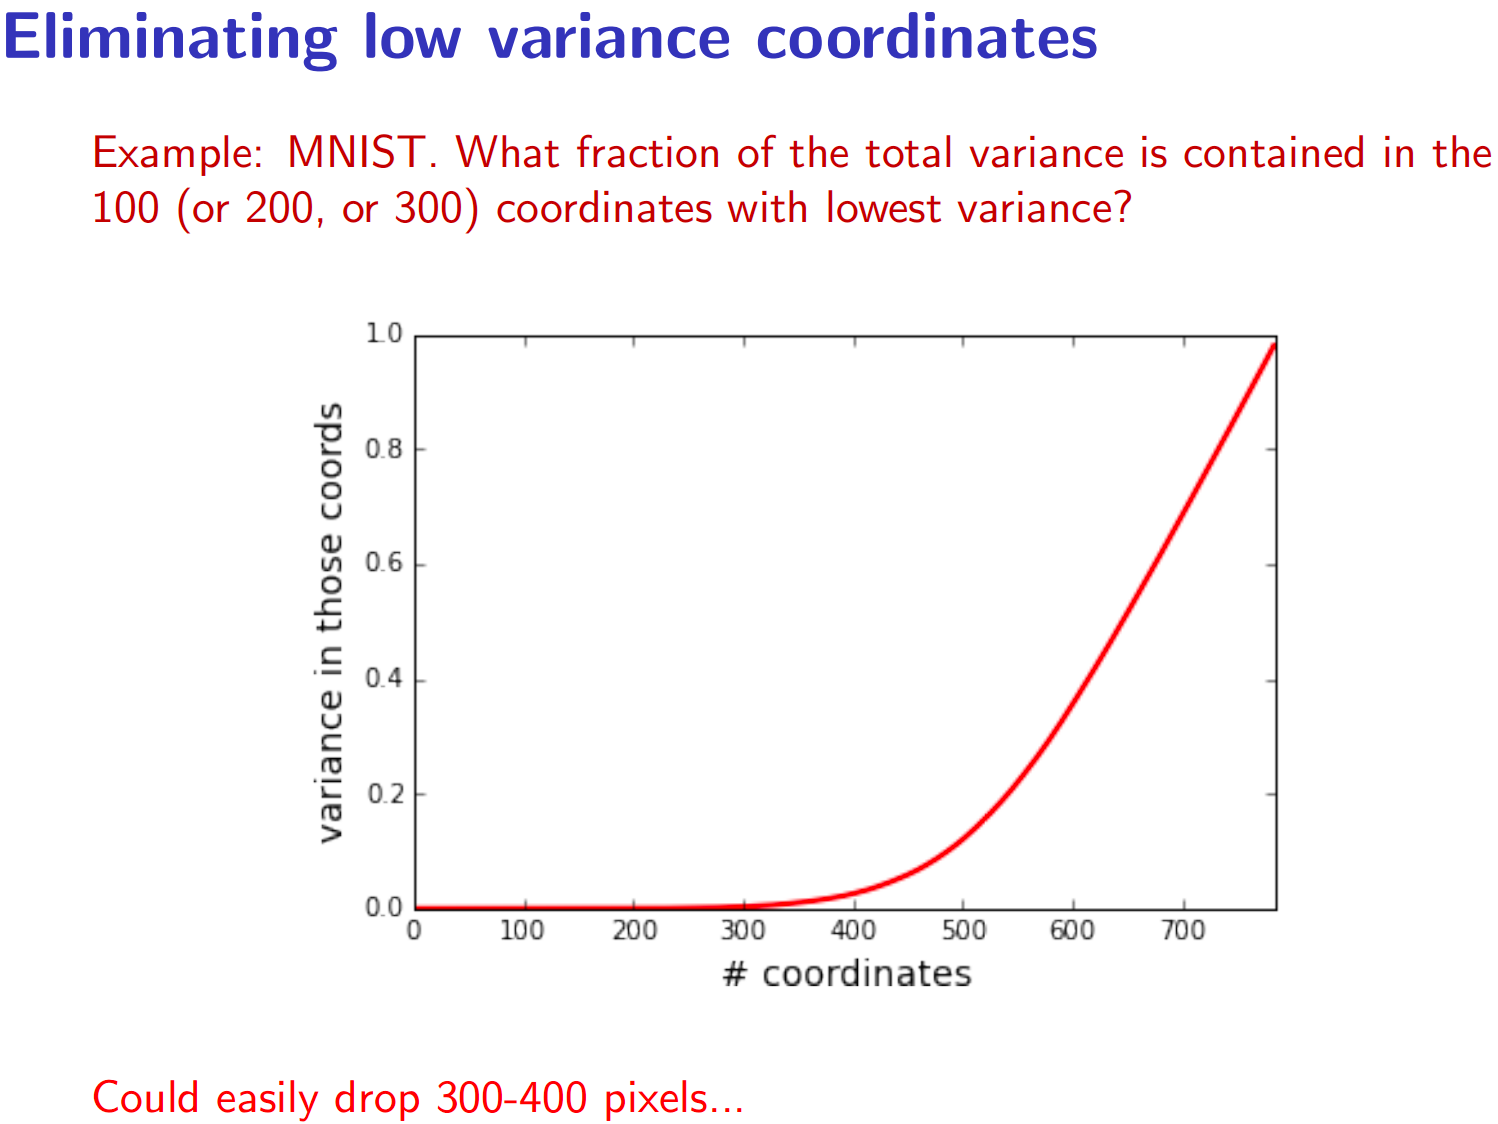 Eliminating low variance coordinates
Example: MNIST. What fraction of the total variance is contained in the
100 (or 200, or 300) coordinates with lowest variance?
1.0
0.8
0.6
0.4
0.2
0.0
variance in those coords
0 100 200 300 400 500 600 700
# coordinates
Could easily drop 300-400 pixels...